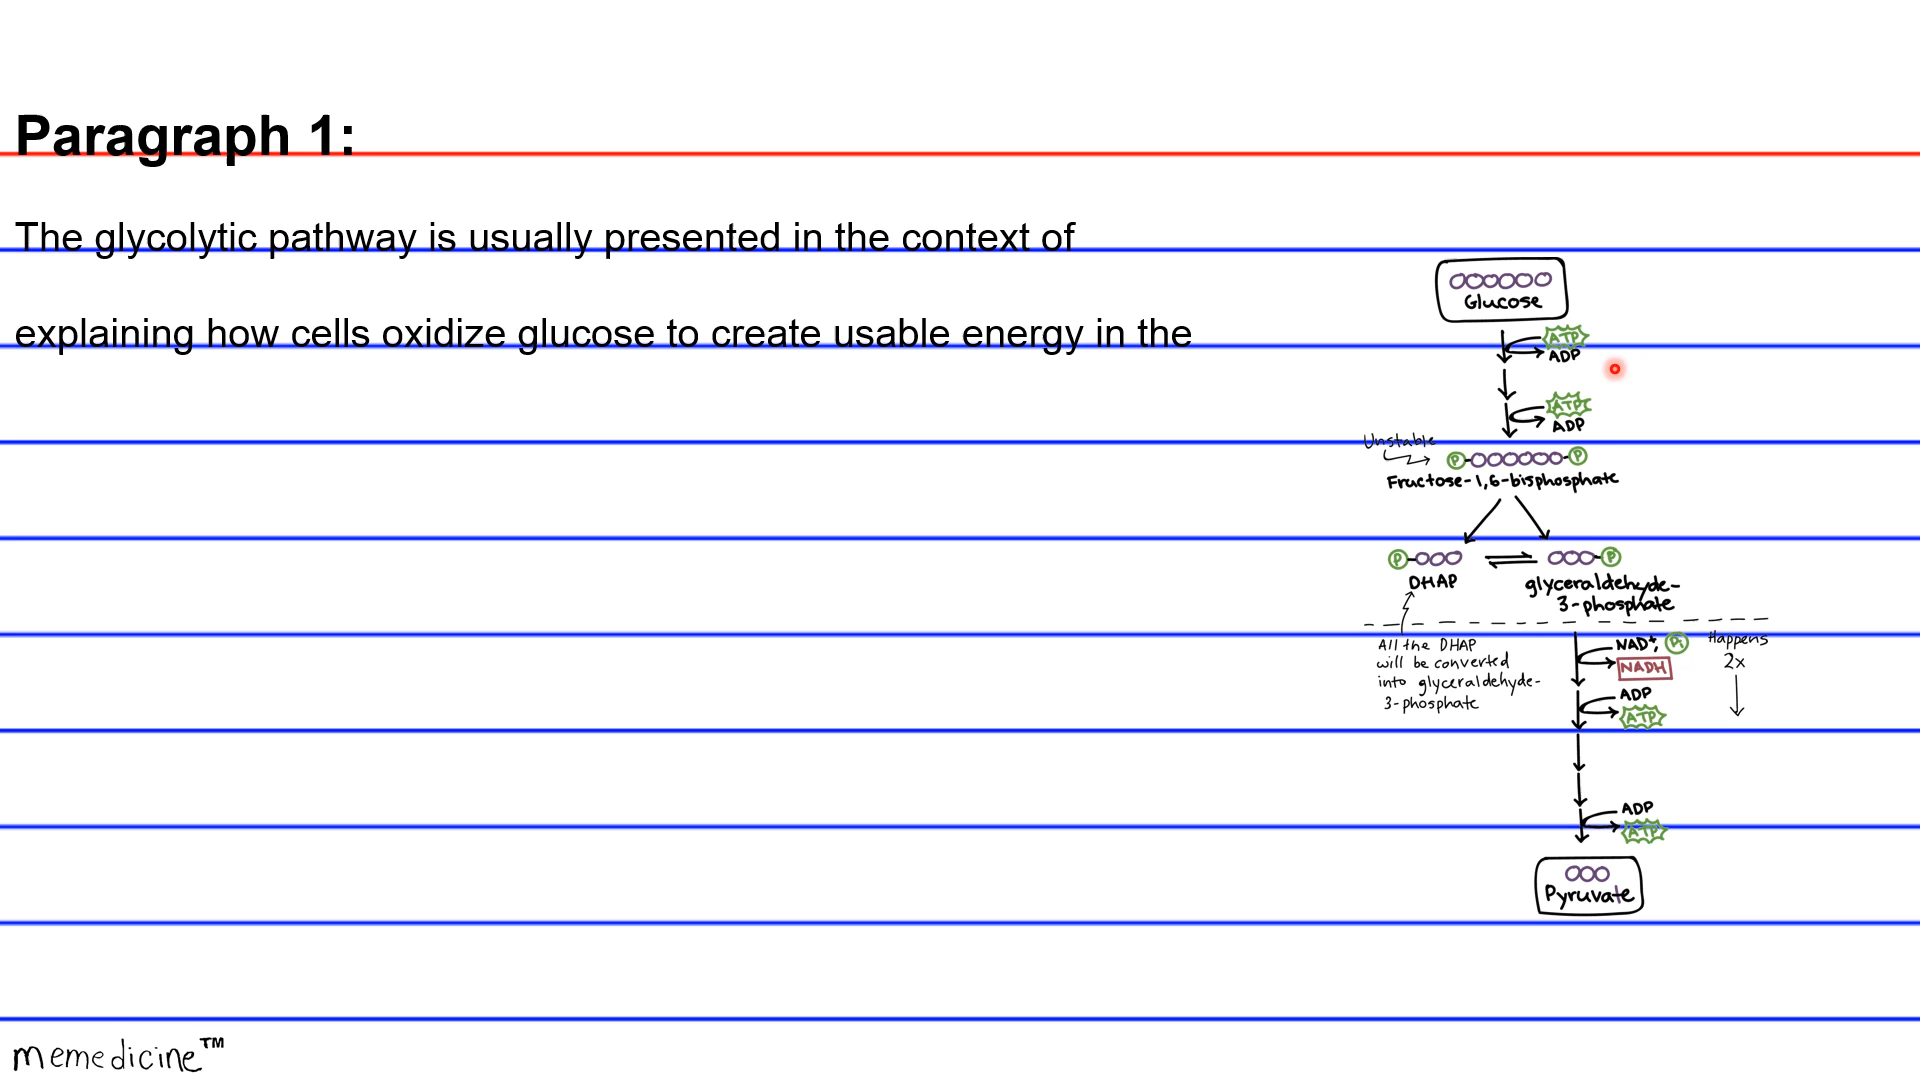 Paragraph 1:
The glycolytic pathway is usually presented in the context of
explaining how cells oxidize glucose to create usable energy in the
Glucose
ATP
ADP
ATP
ADP
Unstable
P P
Fructose-1,6-bisphosphate
P P
DHAP
glyceraldehyde-
3-phosphate
All the DHAP
will be converted
into glyceraldehyde-
3-phosphate
NAD+, Pi
NADH
Happens
2x
ADP
ATP
ADP
ATP
Pyruvate
memedicine™